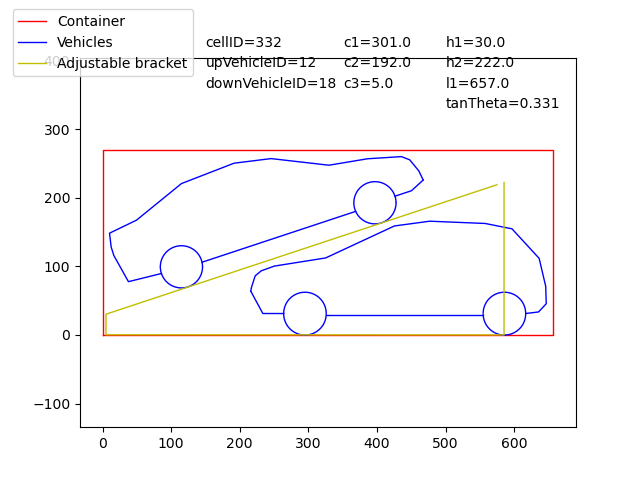 Container
Vehicles
Adjustable bracket
cellID=332 c1=301.0 h1=30.0
upVehicleID=12 c2=192.0 h2=222.0
downVehicleID=18 c3=5.0 l1=657.0
tanTheta=0.331
400
300
200
100
0
−100
0 100 200 300 400 500 600